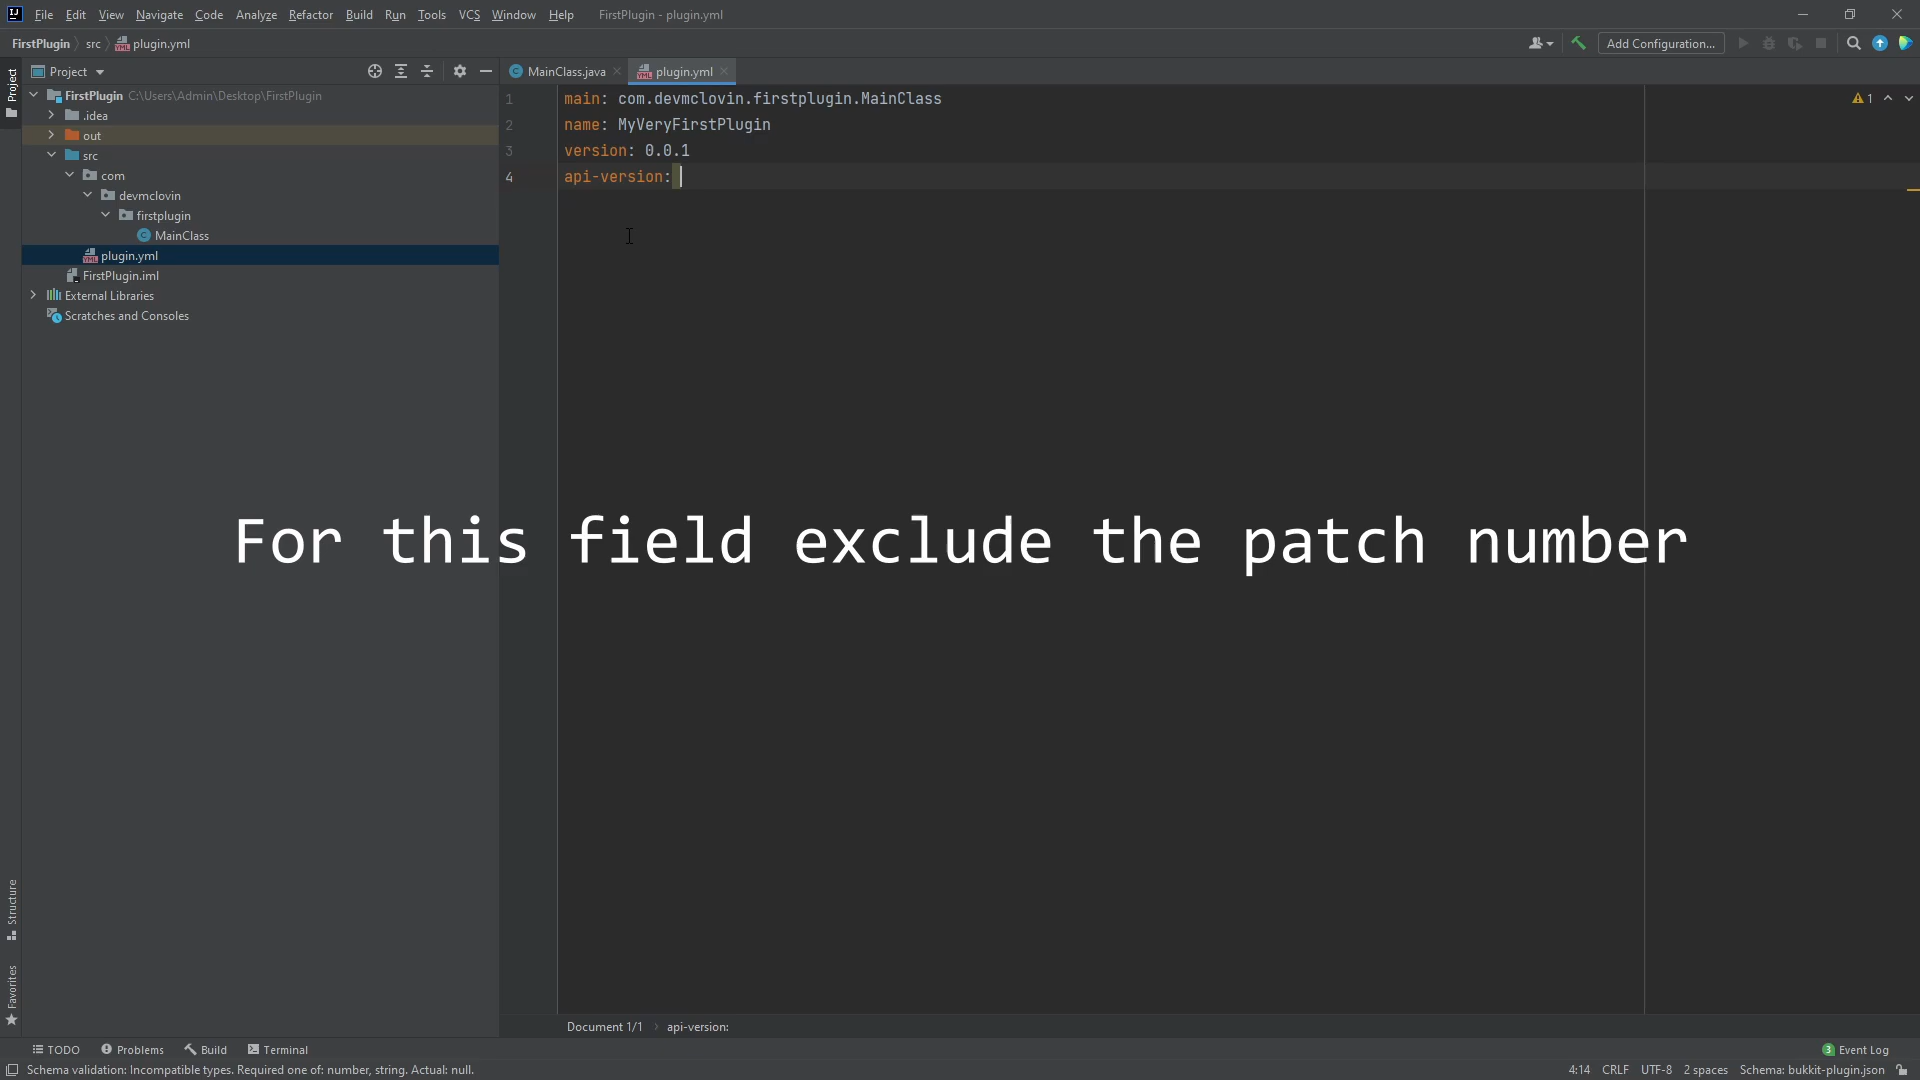 File Edit View Navigate Code Analyze Refactor Build Run Tools VCS Window Help FirstPlugin - plugin.yml
FirstPlugin src plugin.yml Add Configuration...
Project MainClass.java plugin.yml
Project
FirstPlugin C:\Users\Admin\Desktop\FirstPlugin
.idea
out
src
com
devmclovin
firstplugin
MainClass
plugin.yml
FirstPlugin.iml
External Libraries
Scratches and Consoles
1 main: com.devmclovin.firstplugin.MainClass 1
2 name: MyVeryFirstPlugin
3 version: 0.0.1
4 api-version:
For this field exclude the patch number
Structure
Favorites
Document 1/1 api-version:
TODO Problems Build Terminal 3 Event Log
Schema validation: Incompatible types. Required one of: number, string. Actual: null. 4:14 CRLF UTF-8 2 spaces Schema: bukkit-plugin.json